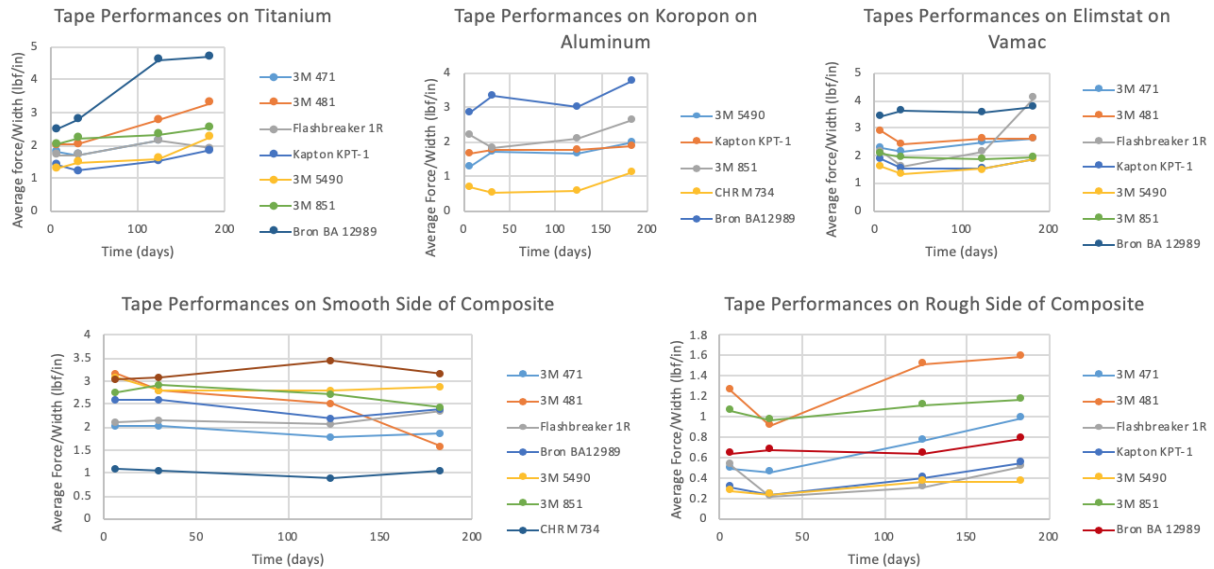 Tape Performances on Titanium
Average force/Width (lbf/in)
5
4
3
2
1
0
0
100
200
Time (days)
3M 471
3M 481
Flashbreaker 1R
Kapton KPT-1
3M 5490
3M 851
Bron BA 12989
Tape Performances on Koropon on
Aluminum
Average Force/Width (lbf/in)
4
3
2
1
0
0
50
100
150
200
Time (days)
3M 5490
Kapton KPT-1
3M 851
CHR M734
Bron BA12989
Tapes Performances on Elimstat on
Vamac
Average force/Width (lbf/in)
5
4
3
2
1
0
0
100
200
Time (days)
3M 471
3M 481
Flashbreaker 1R
Kapton KPT-1
3M 5490
3M 851
Bron BA 12989
Tape Performances on Smooth Side of Composite
Average Force/Width (lbf/in)
4
3.5
3
2.5
2
1.5
1
0.5
0
0
50
100
150
200
Time (days)
3M 471
3M 481
Flashbreaker 1R
Bron BA12989
3M 5490
3M 851
CHR M734
Tape Performances on Rough Side of Composite
Average Force/Width (lbf/in)
1.8
1.6
1.4
1.2
1
0.8
0.6
0.4
0.2
0
0
50
100
150
200
Time (days)
3M 471
3M 481
Flashbreaker 1R
Kapton KPT-1
3M 5490
3M 851
Bron BA 12989